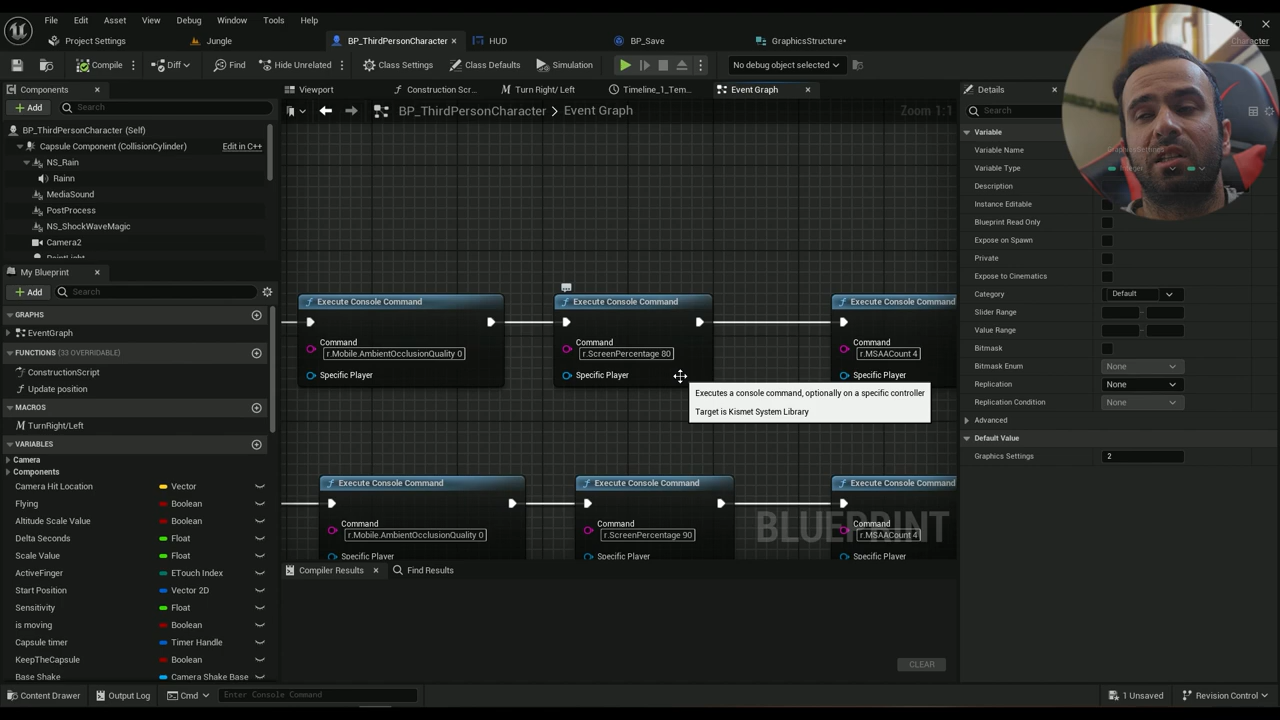 File Edit Asset View Debug Window Tools Help
Project Settings Jungle BP_ThirdPersonCharacter HUD BP_Save GraphicsStructure* Character
Compile Diff Find Hide Unrelated Class Settings Class Defaults Simulation No debug object selected
Components Viewport Construction Scr... Turn Right/ Left Timeline_1_Tem... Event Graph Details
Add Search BP_ThirdPersonCharacter Event Graph Zoom 1:1 Search
BP_ThirdPersonCharacter (Self)
Capsule Component (CollisionCylinder) Edit in C++
NS_Rain
Rainn
MediaSound
PostProcess
NS_ShockWaveMagic
Camera2
PointLight
My Blueprint
Add Search
GRAPHS
EventGraph
FUNCTIONS (33 OVERRIDABLE)
ConstructionScript
Update position
MACROS
TurnRight/Left
VARIABLES
Camera
Components
Camera Hit Location Vector
Flying Boolean
Altitude Scale Value Boolean
Delta Seconds Float
Scale Value Float
ActiveFinger ETouch Index
Start Position Vector 2D
Sensitivity Float
is moving Boolean
Capsule timer Timer Handle
KeepTheCapsule Boolean
Base Shake Camera Shake Base
Execute Console Command
Command
r.Mobile.AmbientOcclusionQuality 0
Specific Player
Execute Console Command
Command
r.ScreenPercentage 80
Specific Player
Execute Console Command
Command
r.MSAACount 4
Specific Player
Executes a console command, optionally on a specific controller
Target is Kismet System Library
Execute Console Command
Command
r.Mobile.AmbientOcclusionQuality 0
Specific Player
Execute Console Command
Command
r.ScreenPercentage 90
Specific Player
Execute Console Command
Command
r.MSAACount 4
Specific Player
BLUEPRINT
Compiler Results Find Results
CLEAR
Variable
Variable Name GraphicsSettings
Variable Type Integer
Description
Instance Editable
Blueprint Read Only
Expose on Spawn
Private
Expose to Cinematics
Category Default
Slider Range
Value Range
Bitmask
Bitmask Enum None
Replication None
Replication Condition None
Advanced
Default Value
Graphics Settings 2
Content Drawer Output Log Cmd Enter Console Command 1 Unsaved Revision Control